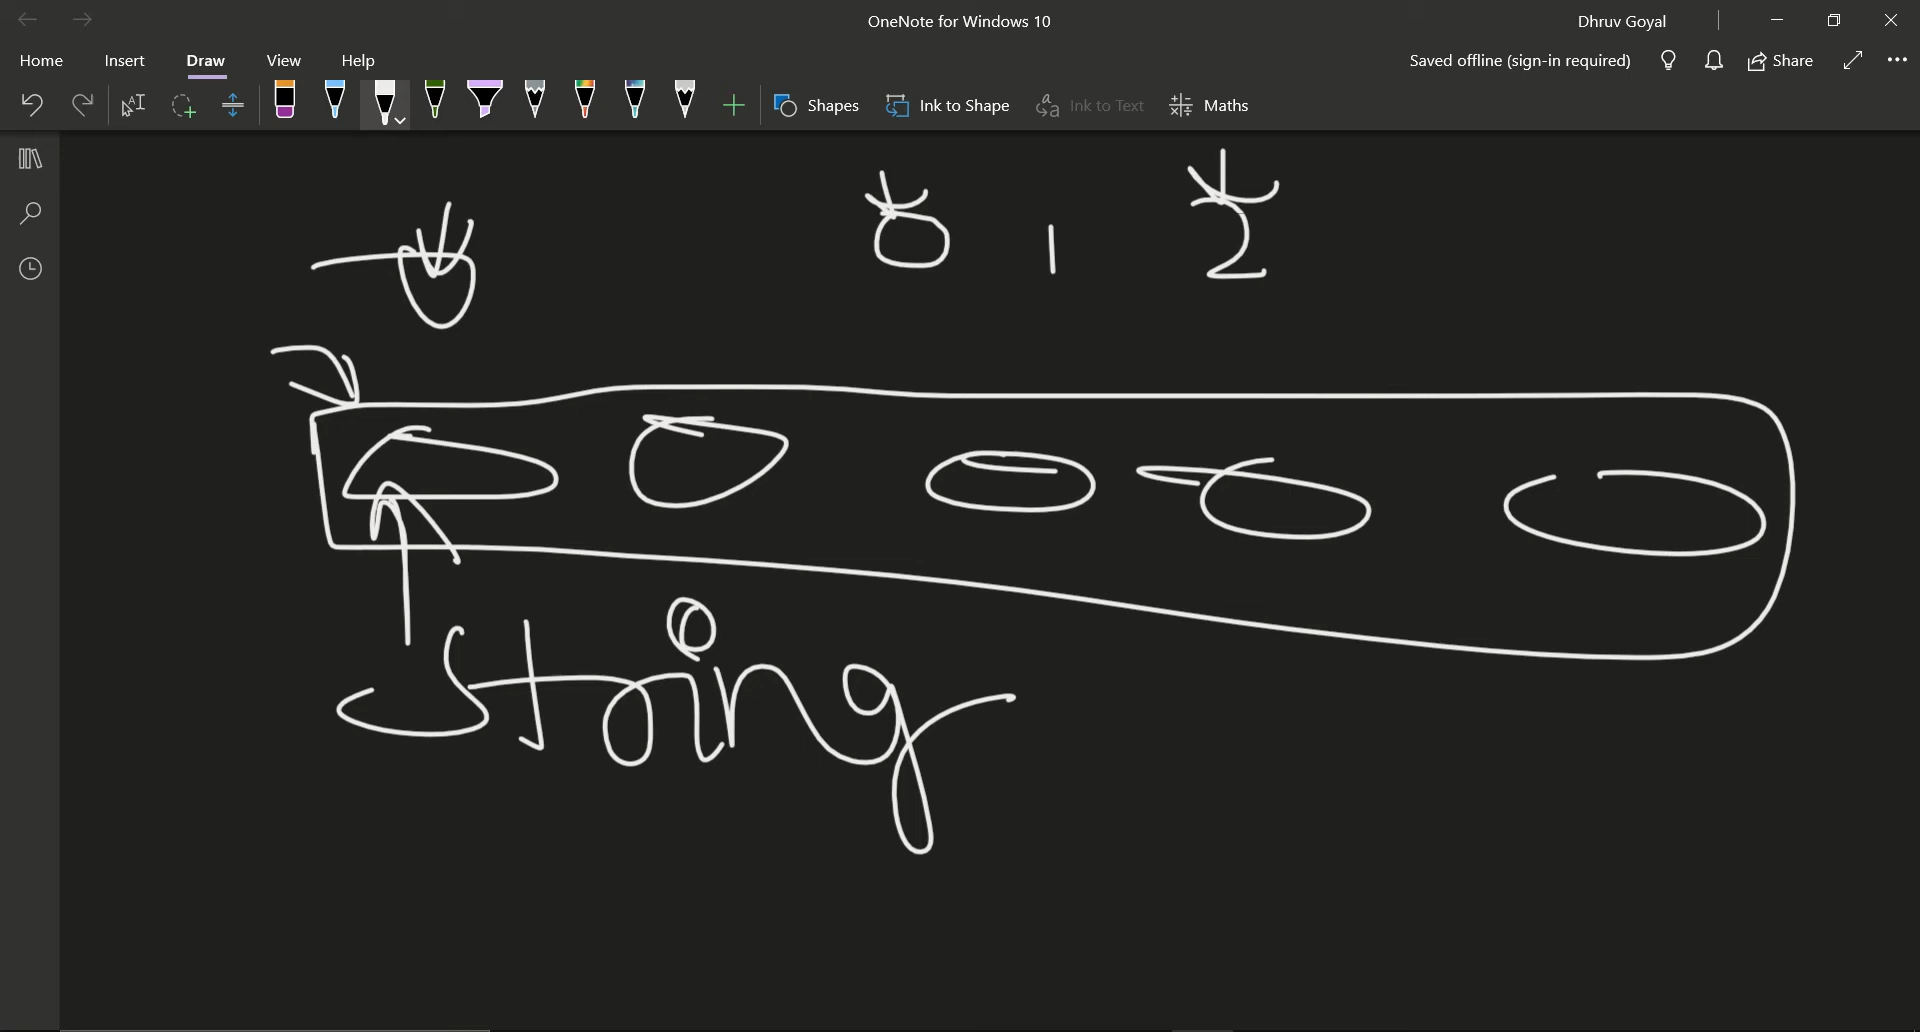 OneNote for Windows 10
Dhruv Goyal
Home Insert Draw View Help
Saved offline (sign-in required) Share
Shapes Ink to Shape Ink to Text Maths
0 1 2
String